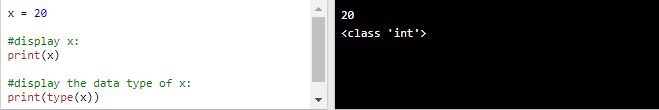 x = 20
#display x:
print(x)
#display the data type of x:
print(type(x))
20
<class 'int'>